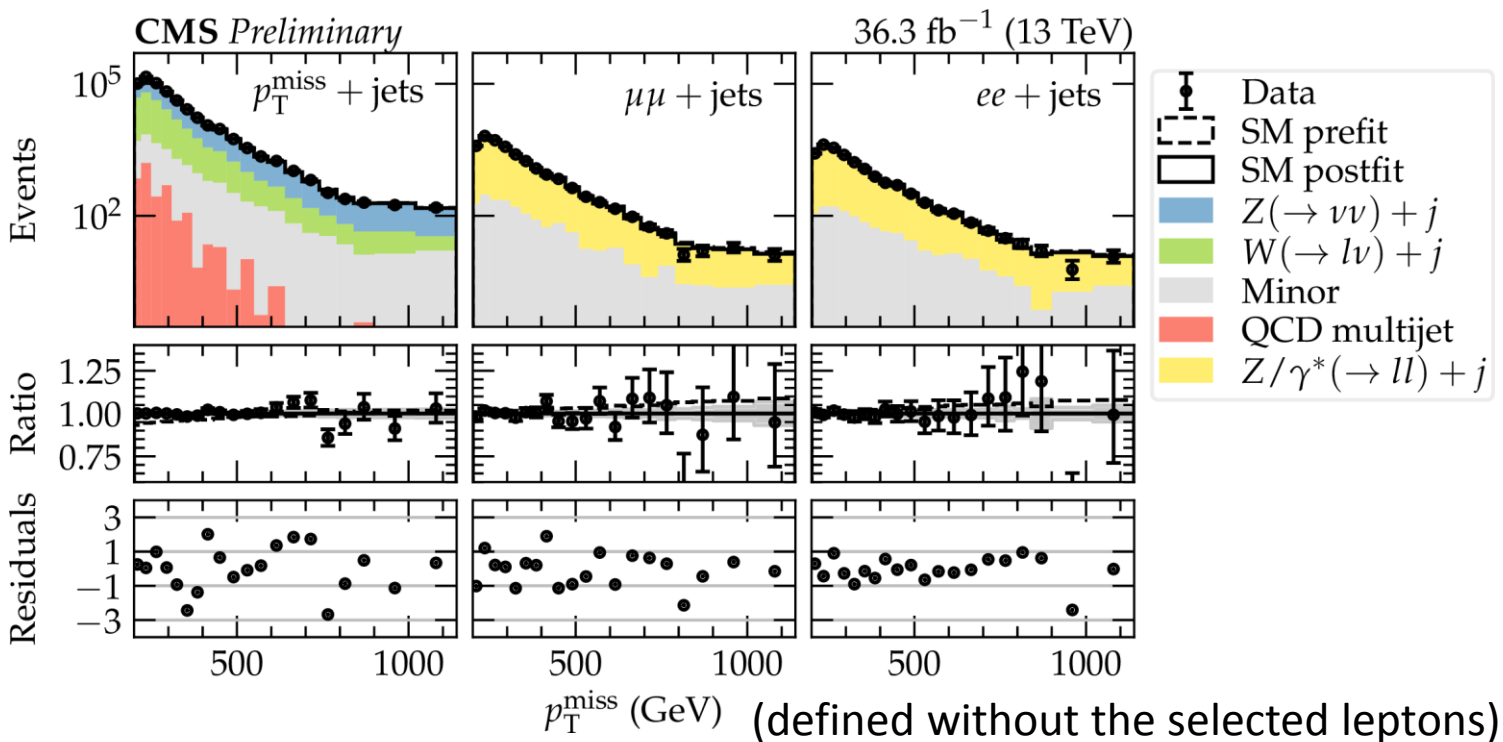 CMS Preliminary 36.3 fb⁻¹ (13 TeV)
Events
10⁵
10²
p_T^miss + jets
μμ + jets
ee + jets
Data
SM prefit
SM postfit
Z(→ νν) + j
W(→ lν) + j
Minor
QCD multijet
Z/γ*(→ ll) + j
Ratio
1.25
1.00
0.75
Residuals
3
1
−1
−3
500 1000 500 1000 500 1000
p_T^miss (GeV) (defined without the selected leptons)